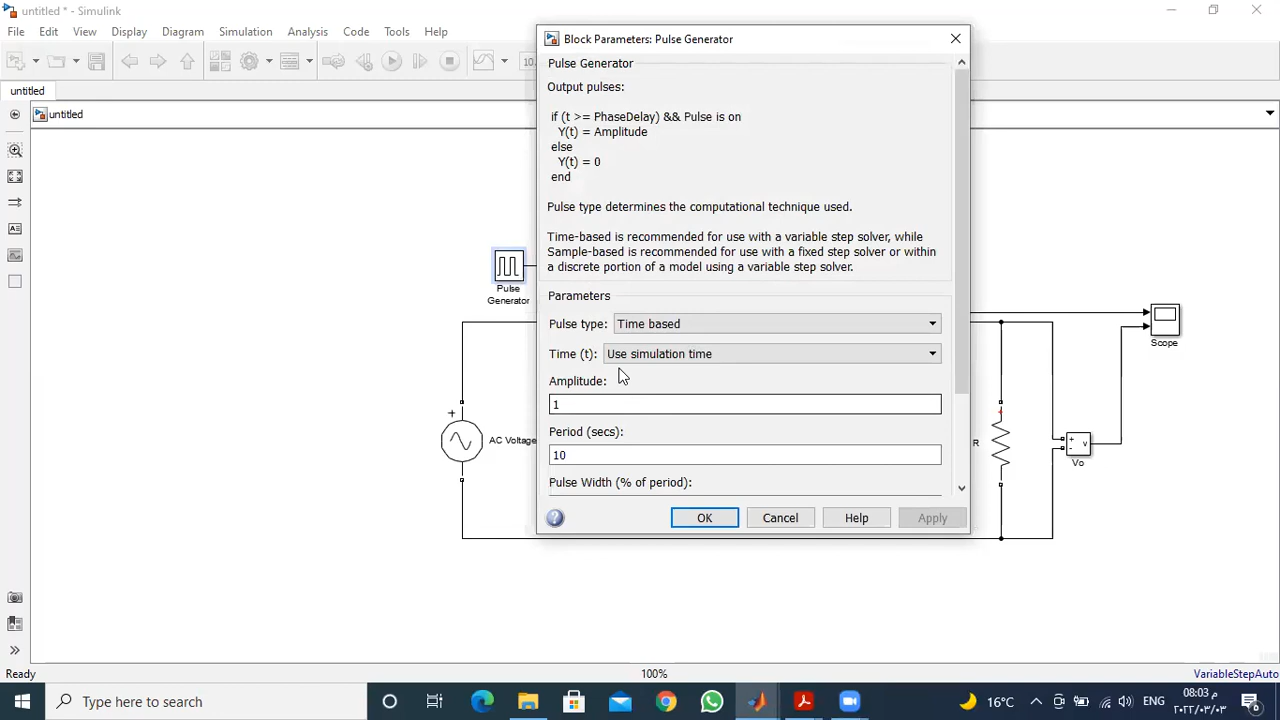 untitled * - Simulink
File Edit View Display Diagram Simulation Analysis Code Tools Help
10.
untitled
untitled
Block Parameters: Pulse Generator
Pulse Generator
Output pulses:
if (t >= PhaseDelay) && Pulse is on
Y(t) = Amplitude
else
Y(t) = 0
end
Pulse type determines the computational technique used.
Time-based is recommended for use with a variable step solver, while
Sample-based is recommended for use with a fixed step solver or within
a discrete portion of a model using a variable step solver.
Parameters
Pulse type: Time based
Time (t): Use simulation time
Amplitude:
1
Period (secs):
10
Pulse Width (% of period):
OK Cancel Help Apply
Pulse
Generator
+
AC Voltage
R
+
-
v
Vo
Scope
Ready 100% VariableStepAuto
Type here to search
16°C
ENG
08:03 م
٢٠٢٢/٠٣/٠٣